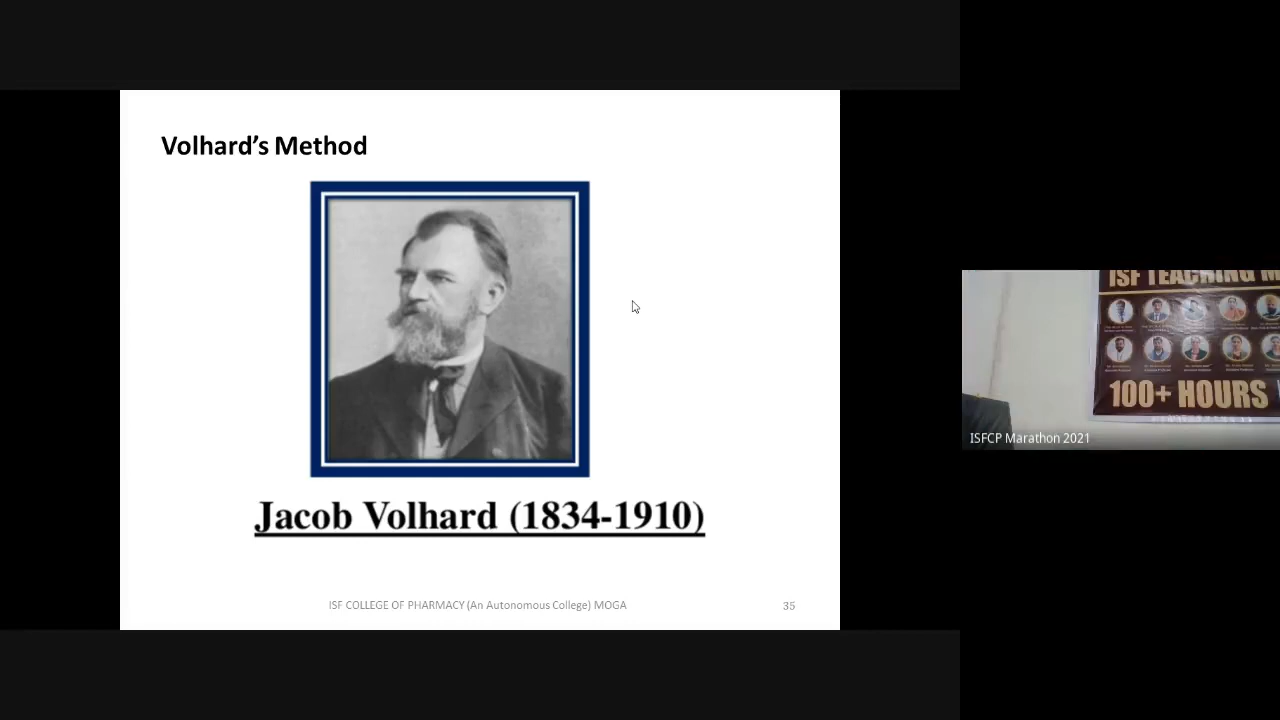 Volhard's Method
Jacob Volhard (1834-1910)
ISF COLLEGE OF PHARMACY (An Autonomous College) MOGA
35
ISF TEACHING
100+ HOURS
ISFCP Marathon 2021